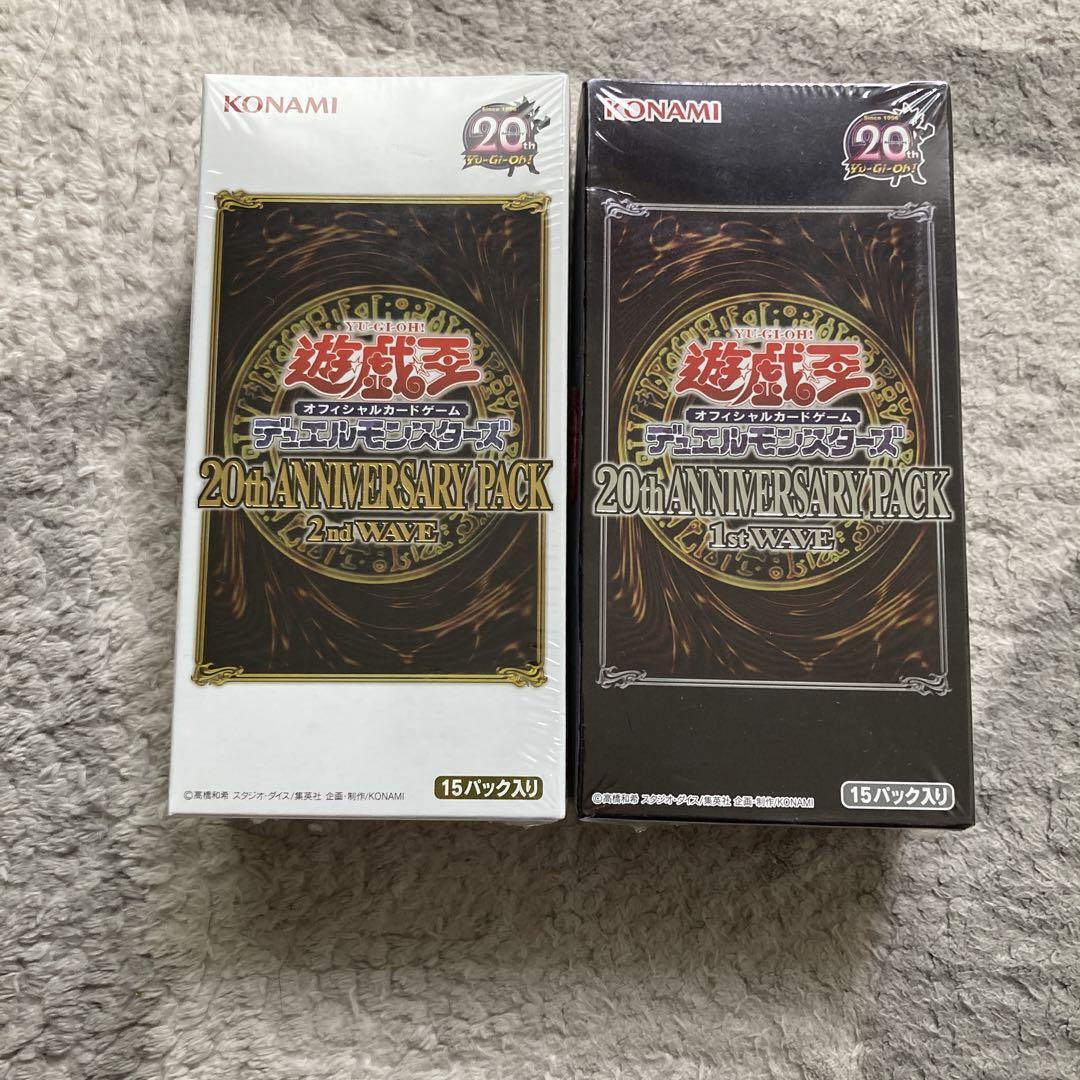 KONAMI
Since 1996
20th
Yu-Gi-Oh!
YU-GI-OH!
遊戯王
オフィシャルカードゲーム
デュエルモンスターズ
20th ANNIVERSARY PACK
2nd WAVE
©高橋和希 スタジオ・ダイス/集英社 企画・制作/KONAMI
15パック入り
KONAMI
Since 1996
20th
Yu-Gi-Oh!
YU-GI-OH!
遊戯王
オフィシャルカードゲーム
デュエルモンスターズ
20th ANNIVERSARY PACK
1st WAVE
©高橋和希 スタジオ・ダイス/集英社 企画・制作/KONAMI
15パック入り